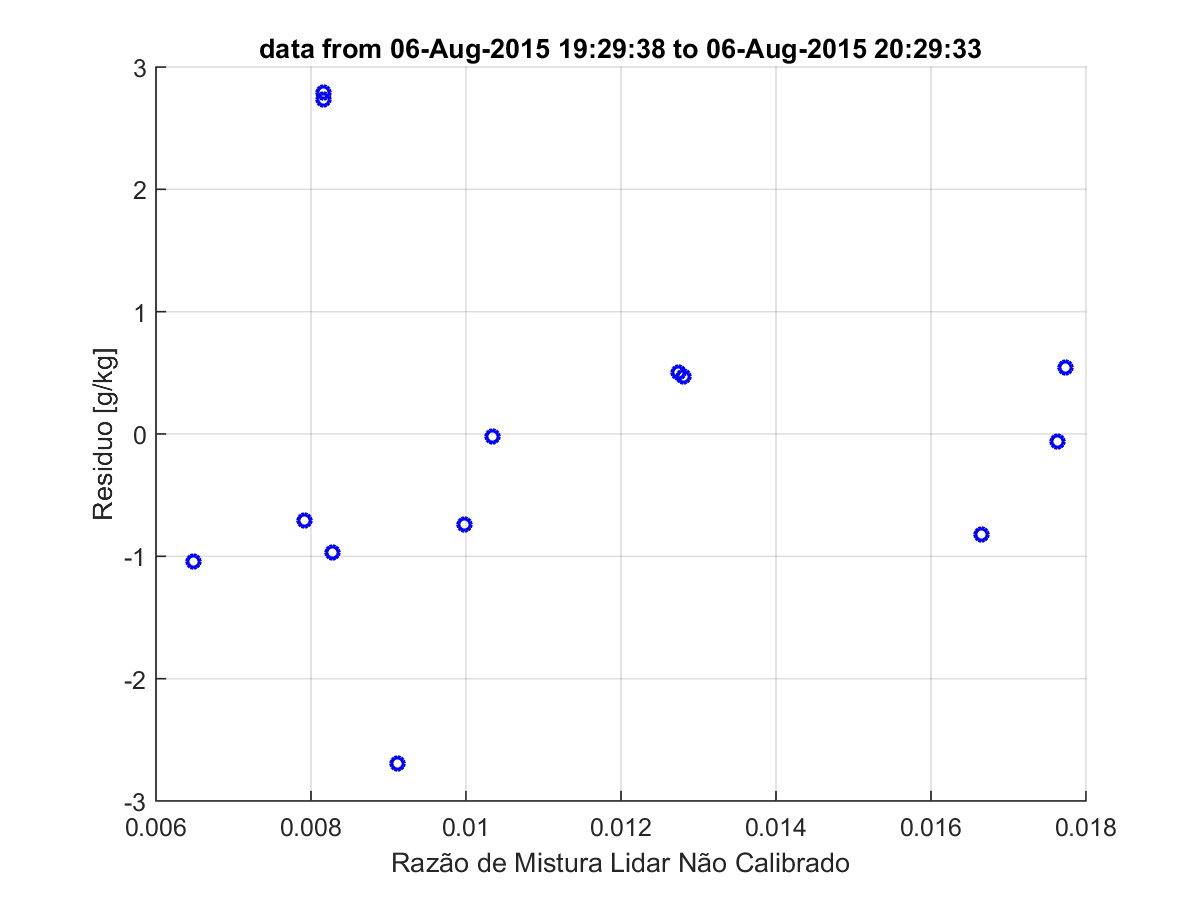 data from 06-Aug-2015 19:29:38 to 06-Aug-2015 20:29:33
3
2
1
0
-1
-2
-3
Residuo [g/kg]
0.006 0.008 0.01 0.012 0.014 0.016 0.018
Razão de Mistura Lidar Não Calibrado